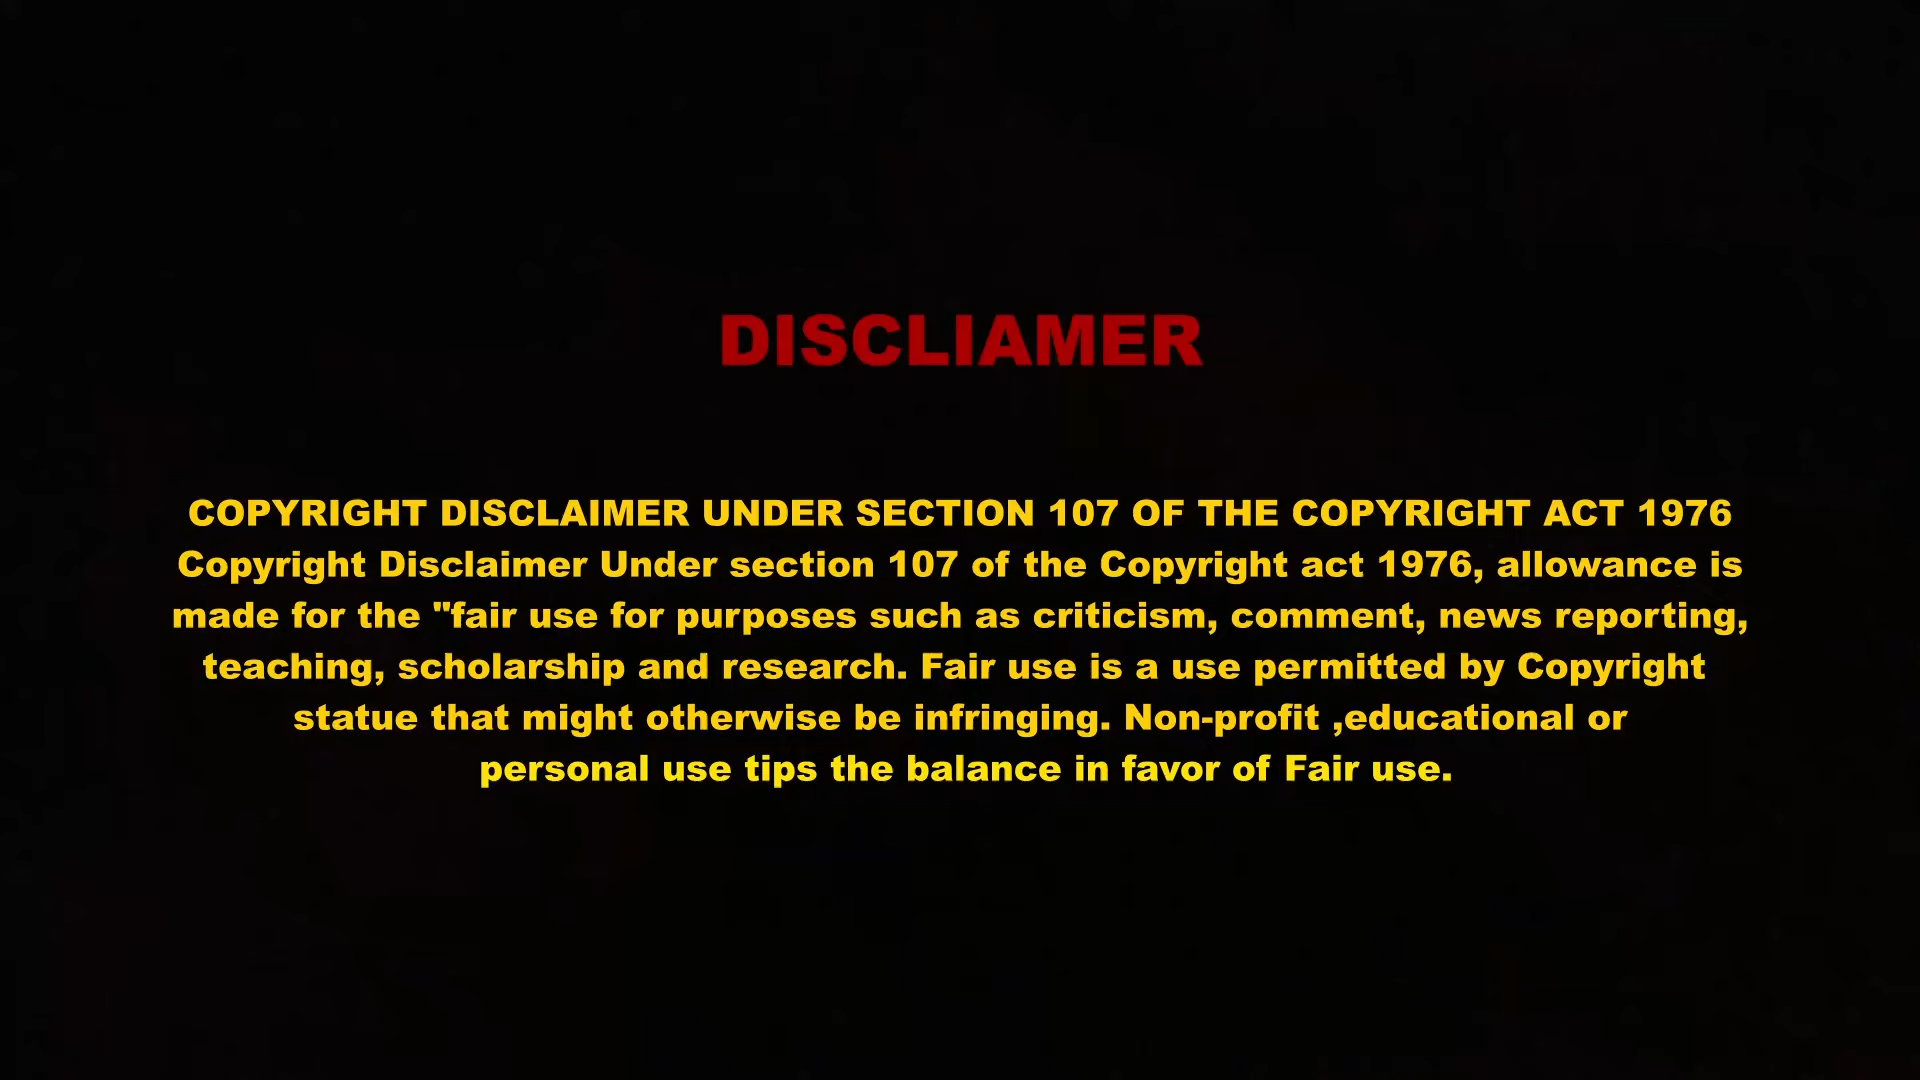 DISCLIAMER
COPYRIGHT DISCLAIMER UNDER SECTION 107 OF THE COPYRIGHT ACT 1976
Copyright Disclaimer Under section 107 of the Copyright act 1976, allowance is
made for the "fair use for purposes such as criticism, comment, news reporting,
teaching, scholarship and research. Fair use is a use permitted by Copyright
statue that might otherwise be infringing. Non-profit ,educational or
personal use tips the balance in favor of Fair use.